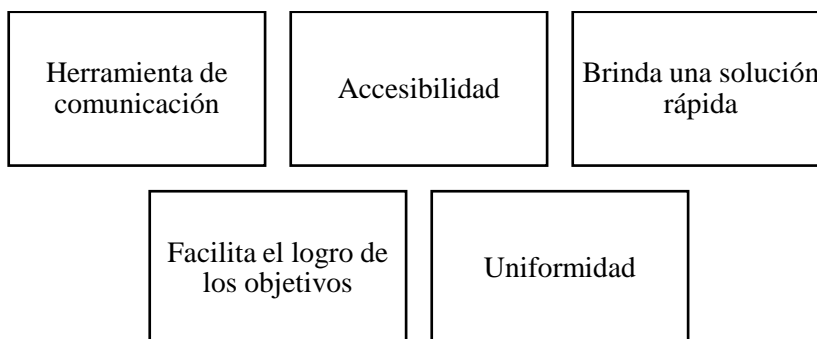 Herramienta de
comunicación
Accesibilidad
Brinda una solución
rápida
Facilita el logro de
los objetivos
Uniformidad